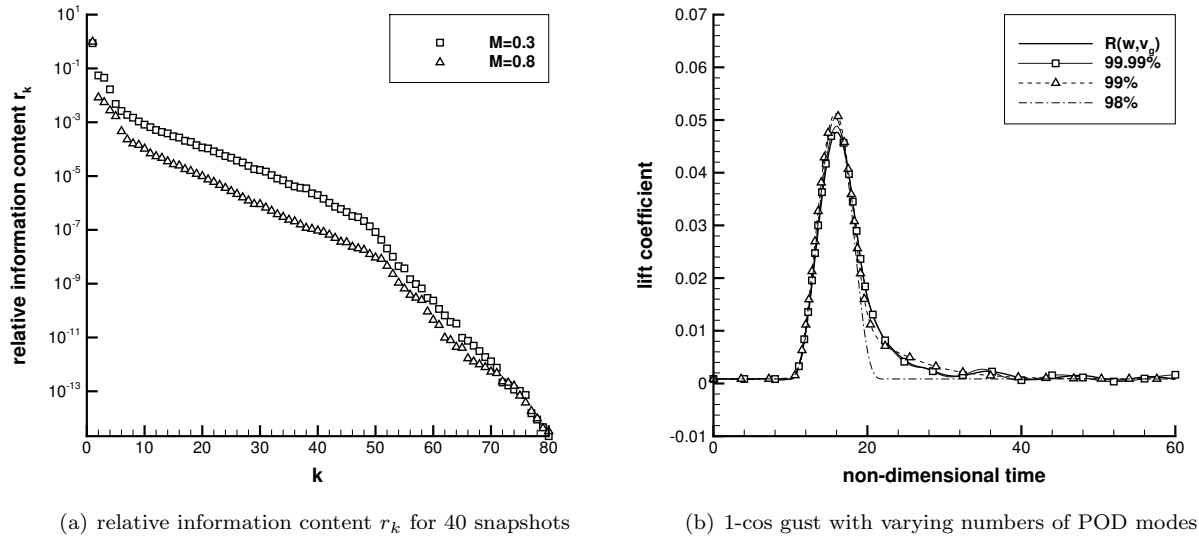 relative information content r_k
10^1
10^-1
10^-3
10^-5
10^-7
10^-9
10^-11
10^-13
0 10 20 30 40 50 60 70 80
k
M=0.3
M=0.8
(a) relative information content r_k for 40 snapshots
lift coefficient
0.07
0.06
0.05
0.04
0.03
0.02
0.01
0
-0.01
0 20 40 60
non-dimensional time
R(w,v_g)
99.99%
99%
98%
(b) 1-cos gust with varying numbers of POD modes